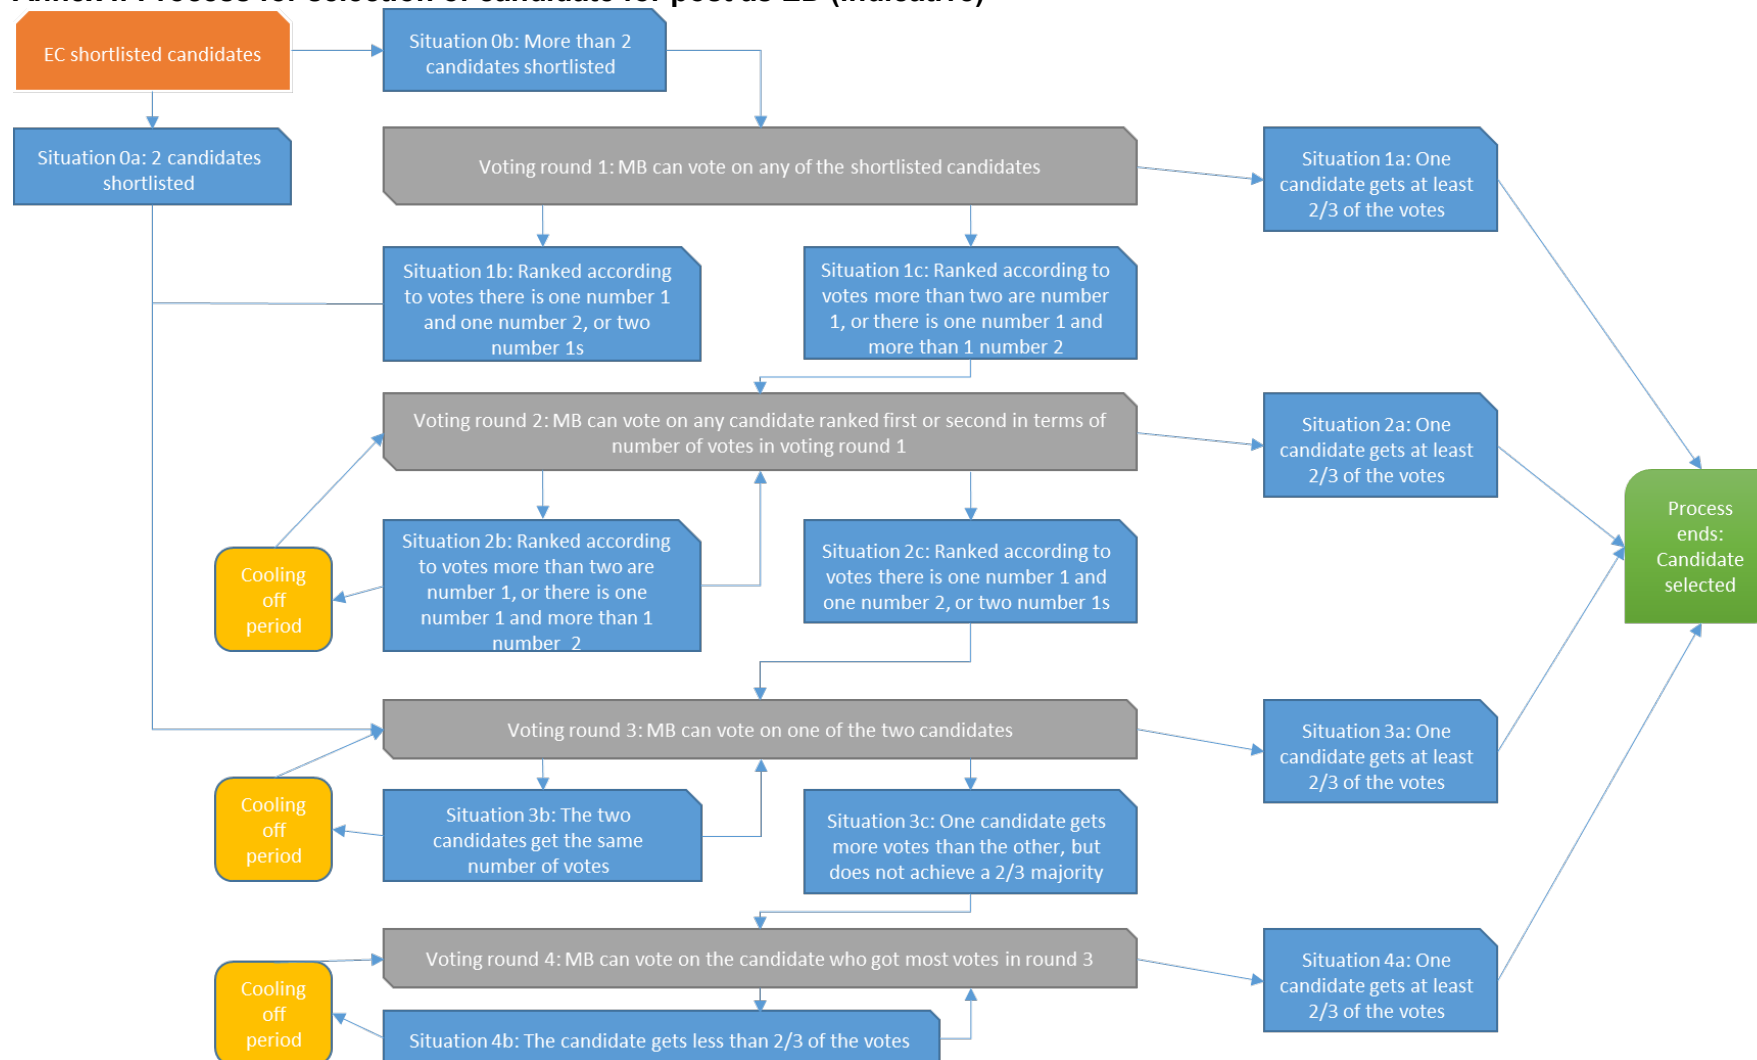 Annex I: Process for selection of candidate for post as ED (indicative)
EC shortlisted candidates
Situation 0b: More than 2
candidates shortlisted
Situation 0a: 2 candidates
shortlisted
Voting round 1: MB can vote on any of the shortlisted candidates
Situation 1a: One
candidate gets at least
2/3 of the votes
Situation 1b: Ranked according
to votes there is one number 1
and one number 2, or two
number 1s
Situation 1c: Ranked according to
votes more than two are number
1, or there is one number 1 and
more than 1 number 2
Voting round 2: MB can vote on any candidate ranked first or second in terms of
number of votes in voting round 1
Situation 2a: One
candidate gets at least
2/3 of the votes
Cooling
off
period
Situation 2b: Ranked according
to votes more than two are
number 1, or there is one
number 1 and more than 1
number 2
Situation 2c: Ranked according to
votes there is one number 1 and
one number 2, or two number 1s
Process
ends:
Candidate
selected
Voting round 3: MB can vote on one of the two candidates
Situation 3a: One
candidate gets at least
2/3 of the votes
Cooling
off
period
Situation 3b: The two
candidates get the same
number of votes
Situation 3c: One candidate gets
more votes than the other, but
does not achieve a 2/3 majority
Voting round 4: MB can vote on the candidate who got most votes in round 3
Situation 4a: One
candidate gets at least
2/3 of the votes
Cooling
off
period
Situation 4b: The candidate gets less than 2/3 of the votes